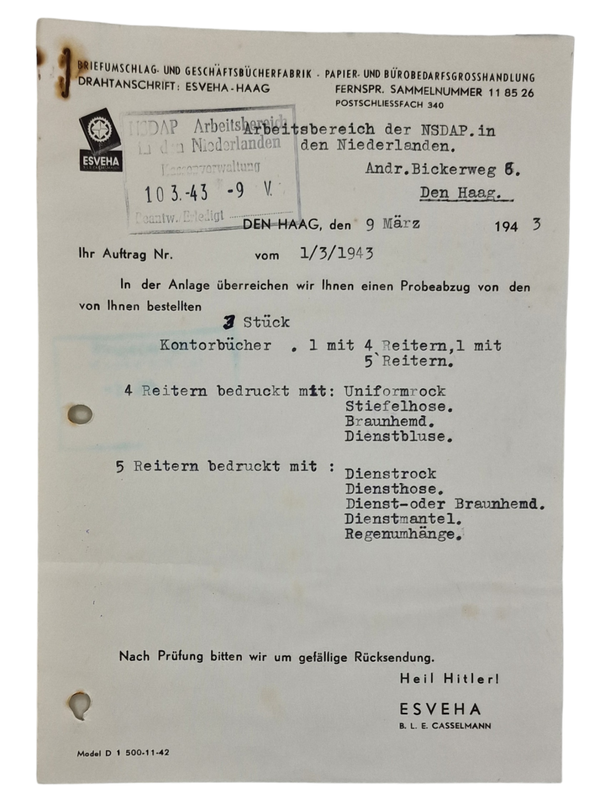 BRIEFUMSCHLAG- UND GESCHÄFTSBÜCHERFABRIK - PAPIER- UND BÜROBEDARFSGROSSHANDLUNG
DRAHTANSCHRIFT: ESVEHA-HAAG
FERNSPR. SAMMELNUMMER 11 85 26
POSTSCHLIESSFACH 340
ESVEHA
NSDAP Arbeitsbereich
in den Niederlanden
Kassenverwaltung
10 3.-43 -9 V.
Beantw. Erledigt
Arbeitsbereich der NSDAP.in
den Niederlanden.
Andr.Bickerweg 6.
Den Haag.
DEN HAAG, den 9 März 194 3
Ihr Auftrag Nr. vom 1/3/1943
In der Anlage überreichen wir Ihnen einen Probeabzug von den
von Ihnen bestellten
3 Stück
Kontorbücher . 1 mit 4 Reitern,1 mit
5 Reitern.
4 Reitern bedruckt mit: Uniformrock
Stiefelhose.
Braunhemd.
Dienstbluse.
5 Reitern bedruckt mit : Dienstrock
Diensthose.
Dienst-oder Braunhemd.
Dienstmantel.
Regenumhänge.
Nach Prüfung bitten wir um gefällige Rücksendung.
Heil Hitler!
ESVEHA
B. L. E. CASSELMANN
Model D 1 500-11-42